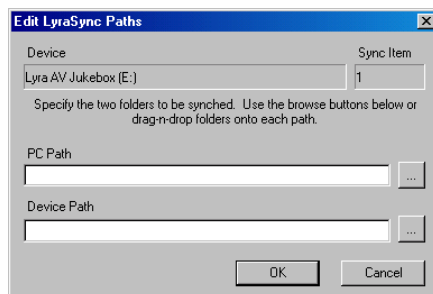 Edit LyraSync Paths
Device Sync Item
Lyra AV Jukebox (E:) 1
Specify the two folders to be synched. Use the browse buttons below or
drag-n-drop folders onto each path.
PC Path
...
Device Path
...
OK Cancel